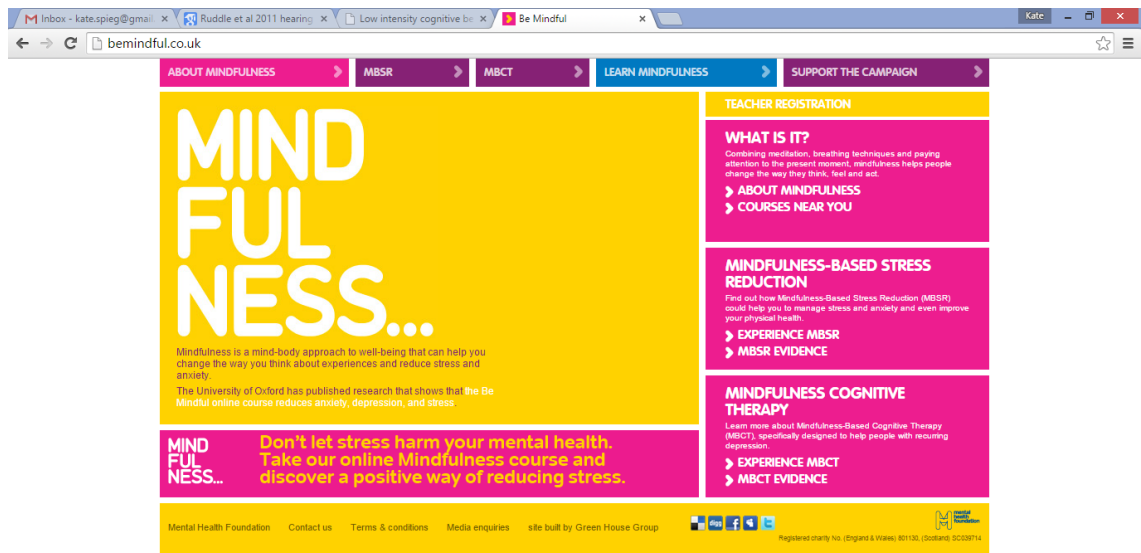 Inbox - kate.spieg@gmail.
Ruddle et al 2011 hearing
Low intensity cognitive be
Be Mindful
Kate
bemindful.co.uk
ABOUT MINDFULNESS
MBSR
MBCT
LEARN MINDFULNESS
SUPPORT THE CAMPAIGN
MIND
FUL
NESS...
Mindfulness is a mind-body approach to well-being that can help you
change the way you think about experiences and reduce stress and
anxiety.
The University of Oxford has published research that shows that the Be
Mindful online course reduces anxiety, depression, and stress.
MIND
FUL
NESS...
Don't let stress harm your mental health.
Take our online Mindfulness course and
discover a positive way of reducing stress.
TEACHER REGISTRATION
WHAT IS IT?
Combining meditation, breathing techniques and paying
attention to the present moment, mindfulness helps people
change the way they think, feel and act.
ABOUT MINDFULNESS
COURSES NEAR YOU
MINDFULNESS-BASED STRESS
REDUCTION
Find out how Mindfulness-Based Stress Reduction (MBSR)
could help you to manage stress and anxiety and even improve
your physical health.
EXPERIENCE MBSR
MBSR EVIDENCE
MINDFULNESS COGNITIVE
THERAPY
Learn more about Mindfulness-Based Cognitive Therapy
(MBCT), specifically designed to help people with recurring
depression.
EXPERIENCE MBCT
MBCT EVIDENCE
Mental Health Foundation
Contact us
Terms & conditions
Media enquiries
site built by Green House Group
digg
mental
health
foundation
Registered charity No. (England & Wales) 801130, (Scotland) SC039714